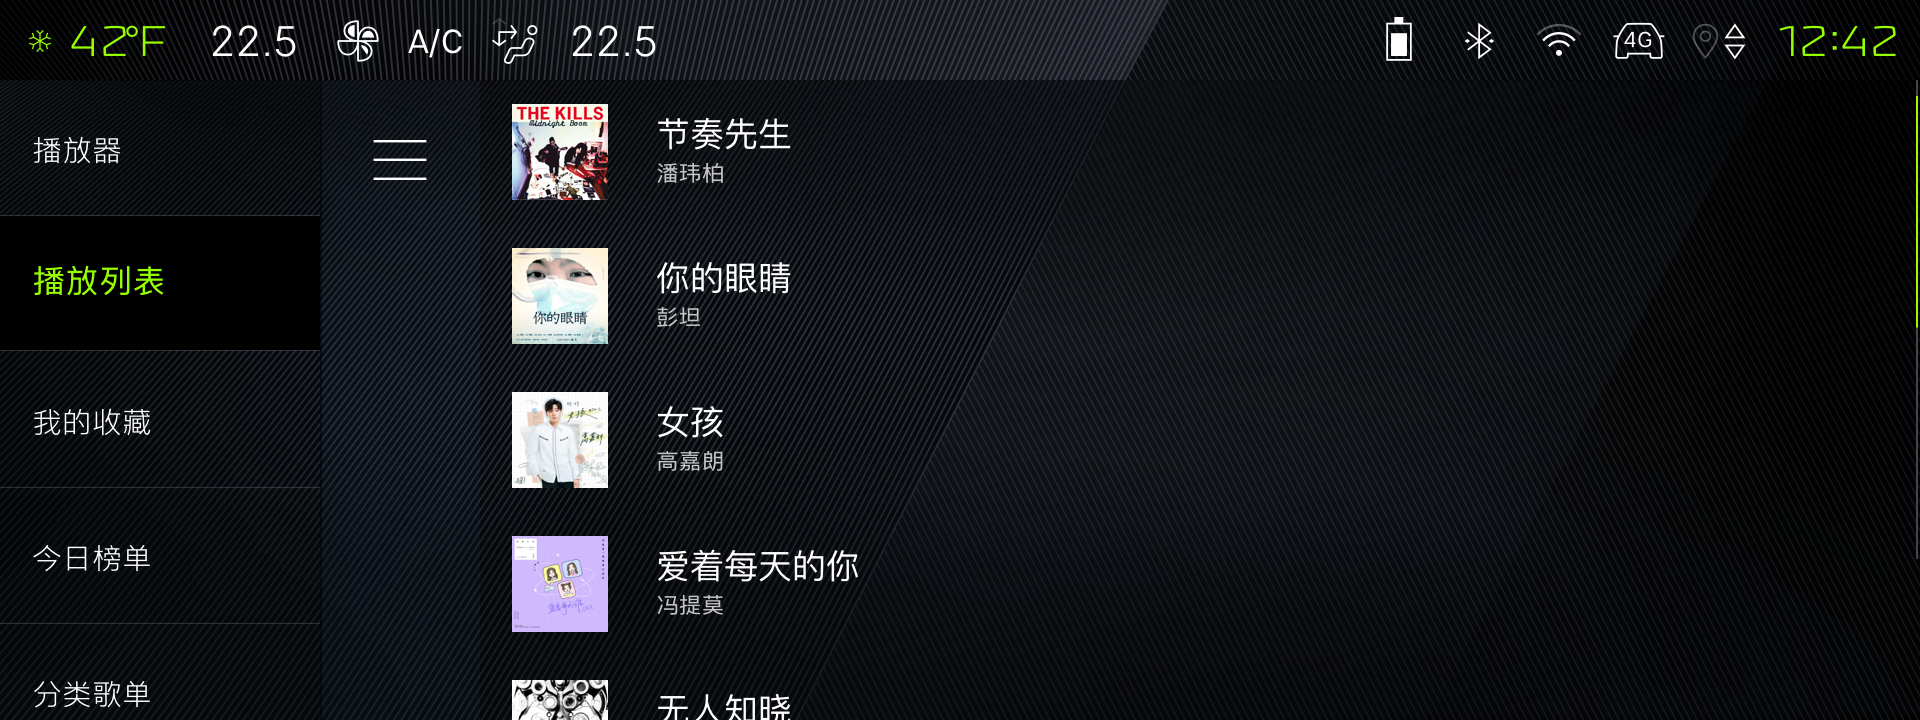 42°F
22.5
A/C
22.5
4G
12:42
播放器
播放列表
我的收藏
今日榜单
分类歌单
THE KILLS
Midnight Boom
节奏先生
潘玮柏
你的眼睛
你的眼睛
彭坦
女孩
高嘉朗
爱着每天的你
冯提莫
无人知晓